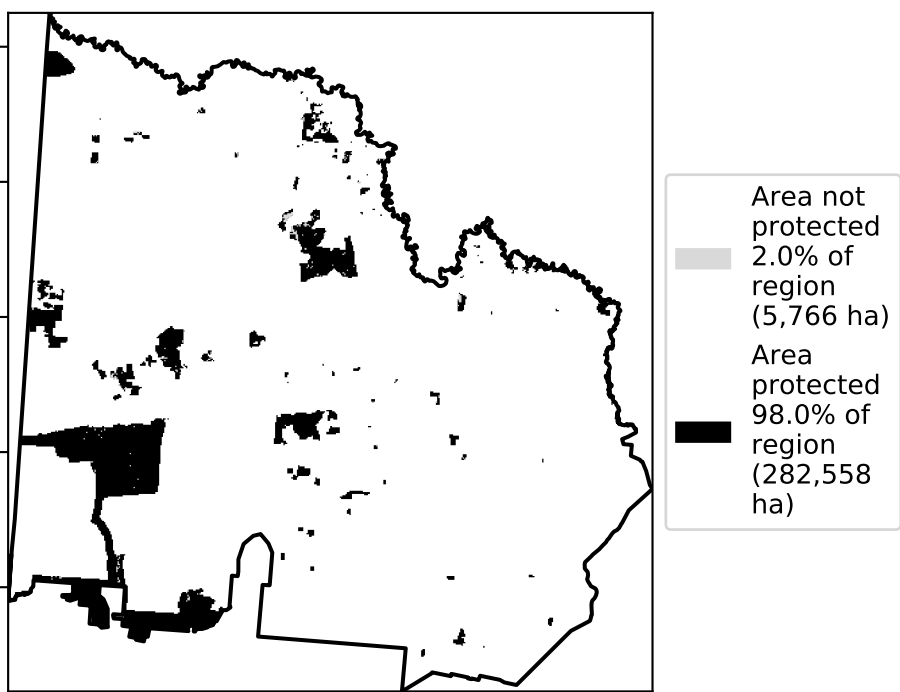 Area not
protected
2.0% of
region
(5,766 ha)
Area
protected
98.0% of
region
(282,558
ha)